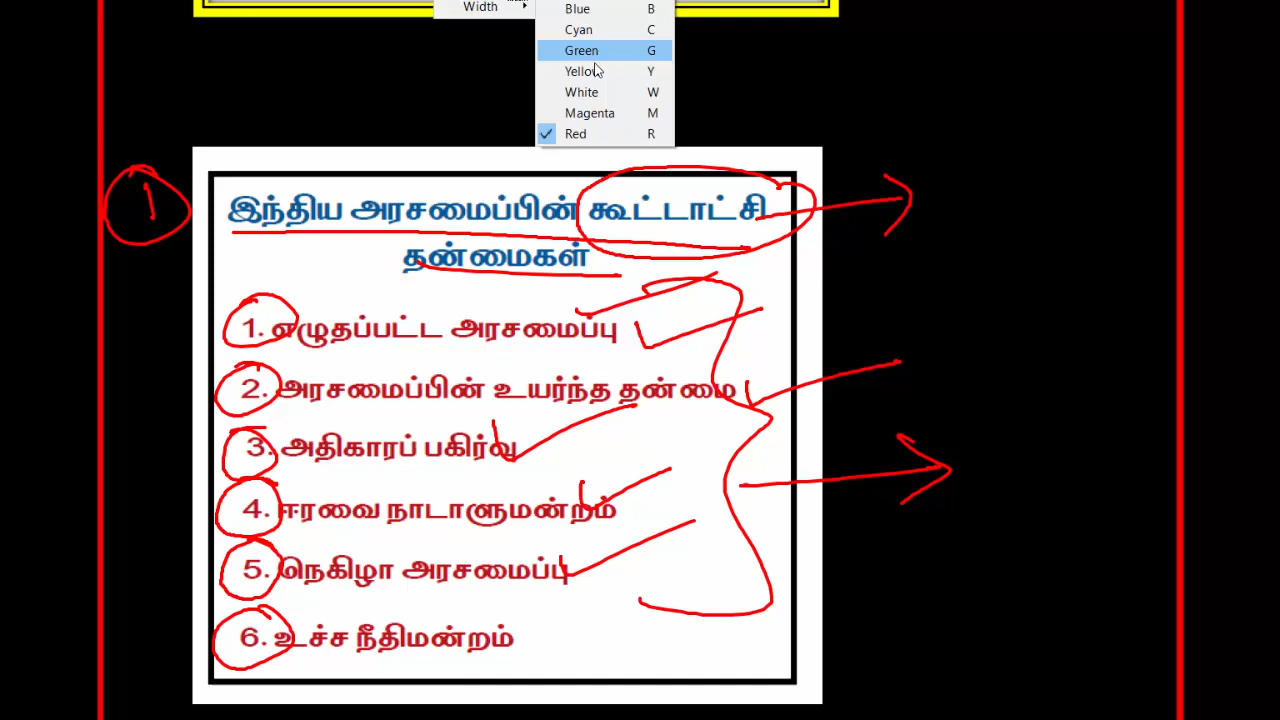 Width
Blue B
Cyan C
Green G
Yellow Y
White W
Magenta M
Red R
1
இந்திய அரசமைப்பின் கூட்டாட்சி
தன்மைகள்
1. எழுதப்பட்ட அரசமைப்பு
2. அரசமைப்பின் உயர்ந்த தன்மை
3. அதிகாரப் பகிர்வு
4. ஈரவை நாடாளுமன்றம்
5. நெகிழா அரசமைப்பு
6. உச்ச நீதிமன்றம்